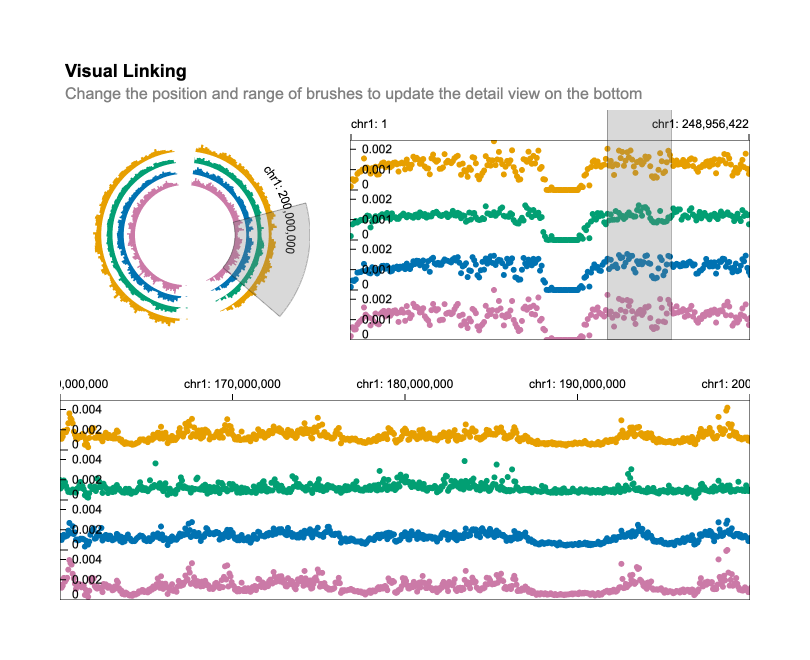 Visual Linking
Change the position and range of brushes to update the detail view on the bottom
chr1: 200,000,000
chr1: 1
chr1: 248,956,422
0.002
0.001
0
0.002
0.001
0
0.002
0.001
0
0.002
0.001
0
0,000,000
chr1: 170,000,000
chr1: 180,000,000
chr1: 190,000,000
chr1: 200
0.004
0.002
0
0.004
0.002
0
0.004
0.002
0
0.004
0.002
0